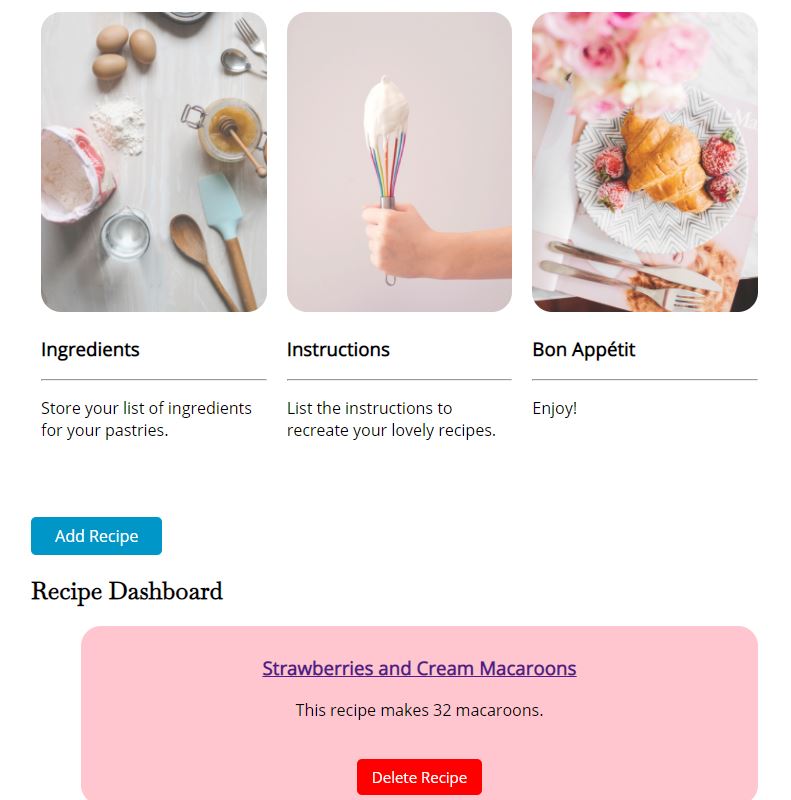 Ingredients
Store your list of ingredients
for your pastries.
Instructions
List the instructions to
recreate your lovely recipes.
Bon Appétit
Enjoy!
Add Recipe
Recipe Dashboard
Strawberries and Cream Macaroons
This recipe makes 32 macaroons.
Delete Recipe